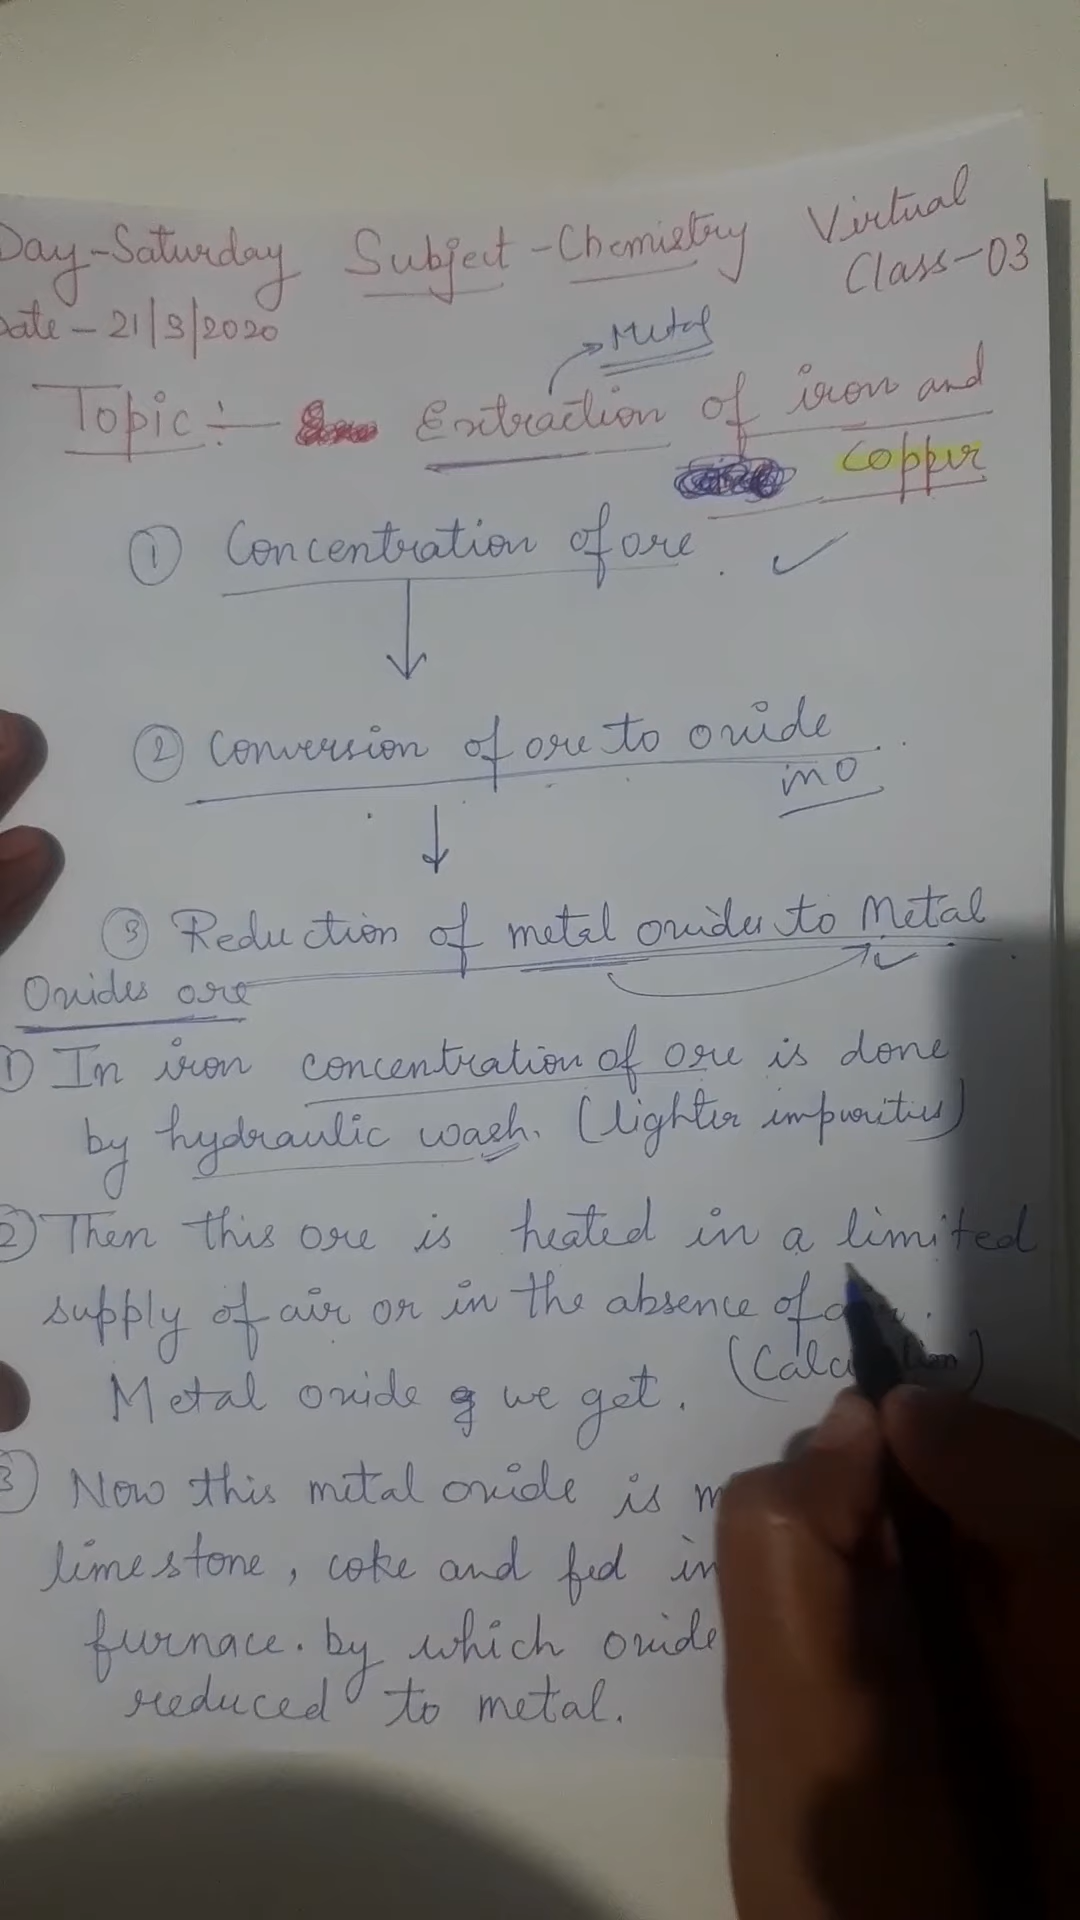 Day-Saturday Subject-Chemistry Virtual
Class-03
Date - 21/3/2020
Metal
Topic:- Extraction of iron and
Copper
① Concentration of ore.
② Conversion of ore to oxide
mo
③ Reduction of metal oxides to Metal
Oxides ore
① In iron concentration of ore is done
by hydraulic wash. (lighter impurities)
② Then this ore is heated in a limited
supply of air or in the absence of
Metal oxide we get.
③ Now this metal oxide is
limestone, coke and fed in
furnace. by which oxide
reduced to metal.